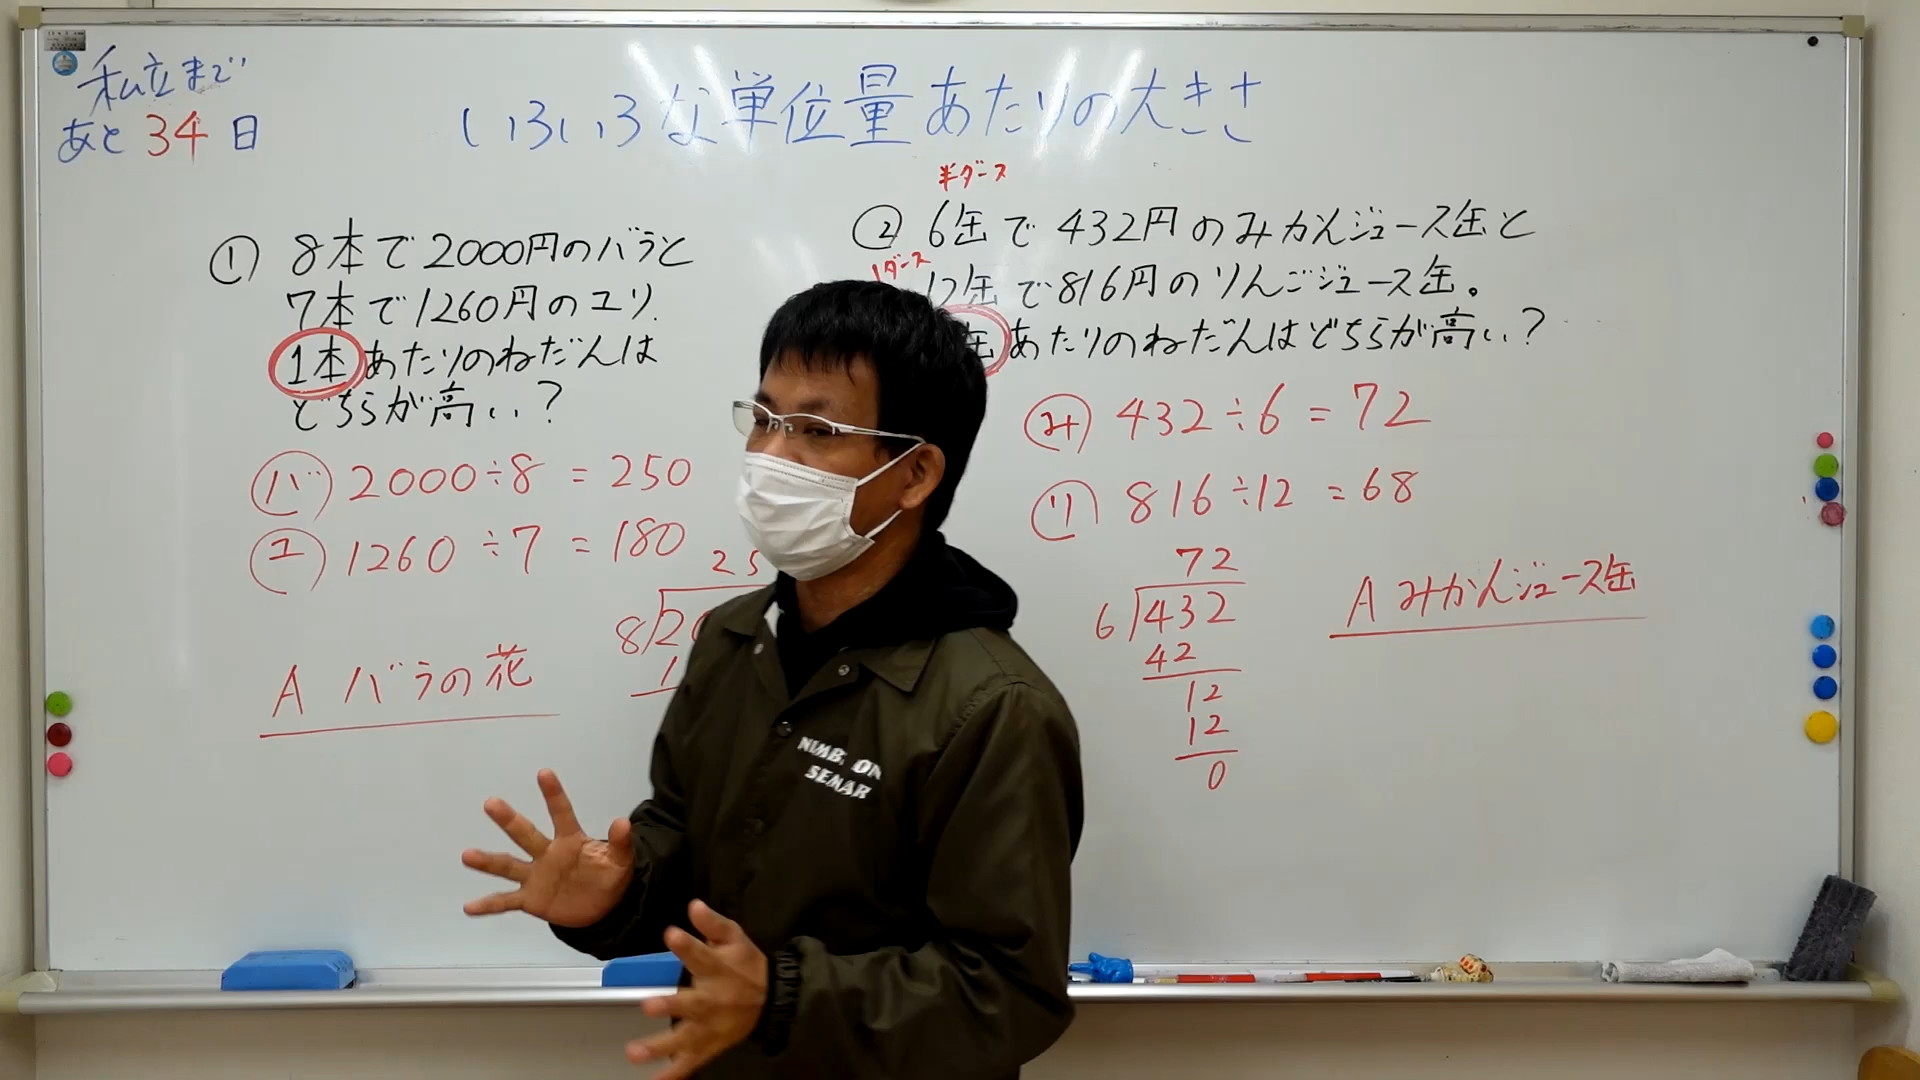 私立まで
あと34日
いろいろな単位量あたりの大きさ
① 8本で2000円のバラと
7本で1260円のユリ.
1本あたりのねだんは
どちらが高い?
バ 2000÷8=250
ユ 1260÷7=180
25
8
A バラの花
半ダース
② 6缶で432円のみかんジュース缶と
1ダース
12缶で816円のりんごジュース缶。
缶あたりのねだんはどちらが高い?
み 432÷6=72
リ 816÷12=68
72
6 432
42
12
12
0
A みかんジュース缶